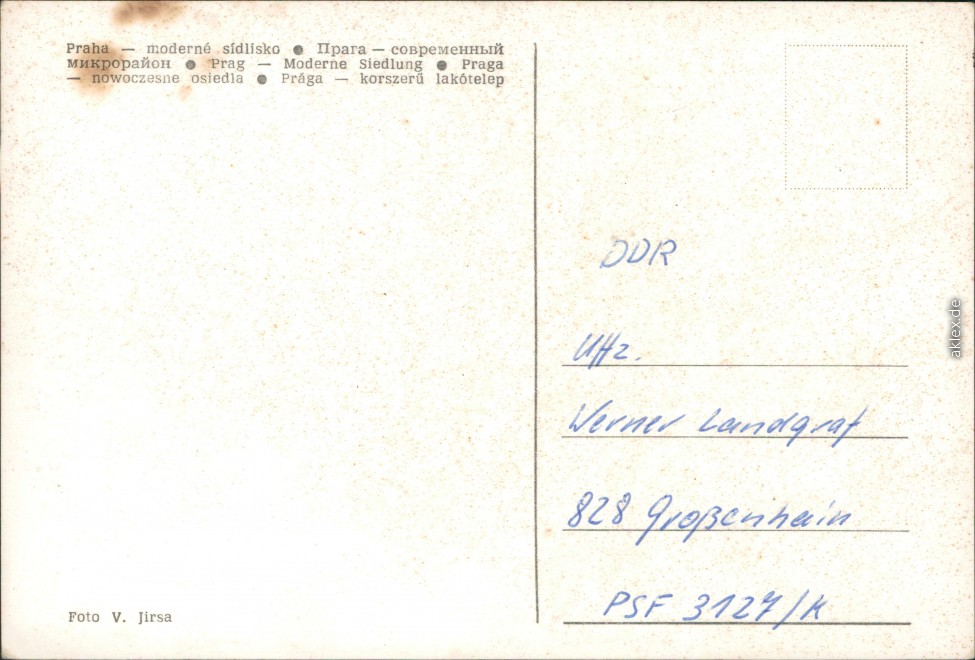 Praha — moderné sídlisko ● Прага — современный
микрорайон ● Prag — Moderne Siedlung ● Praga
— nowoczesne osiedla ● Prága — korszerű lakótelep
DDR
Uffz.
Werner Landgraf
828 Großenhain
PSF 3127/K
Foto V. Jirsa
aklex.de